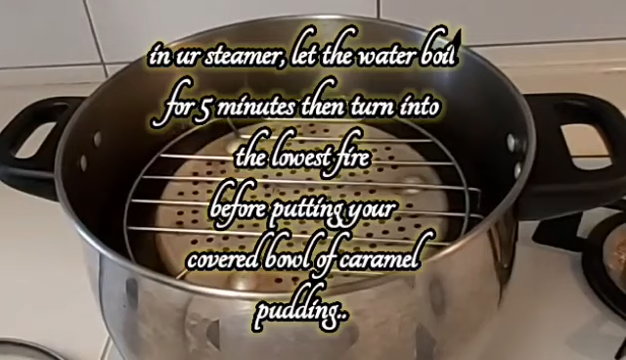 in ur steamer, let the water boil
for 5 minutes then turn into
the lowest fire
before putting your
covered bowl of caramel
pudding..